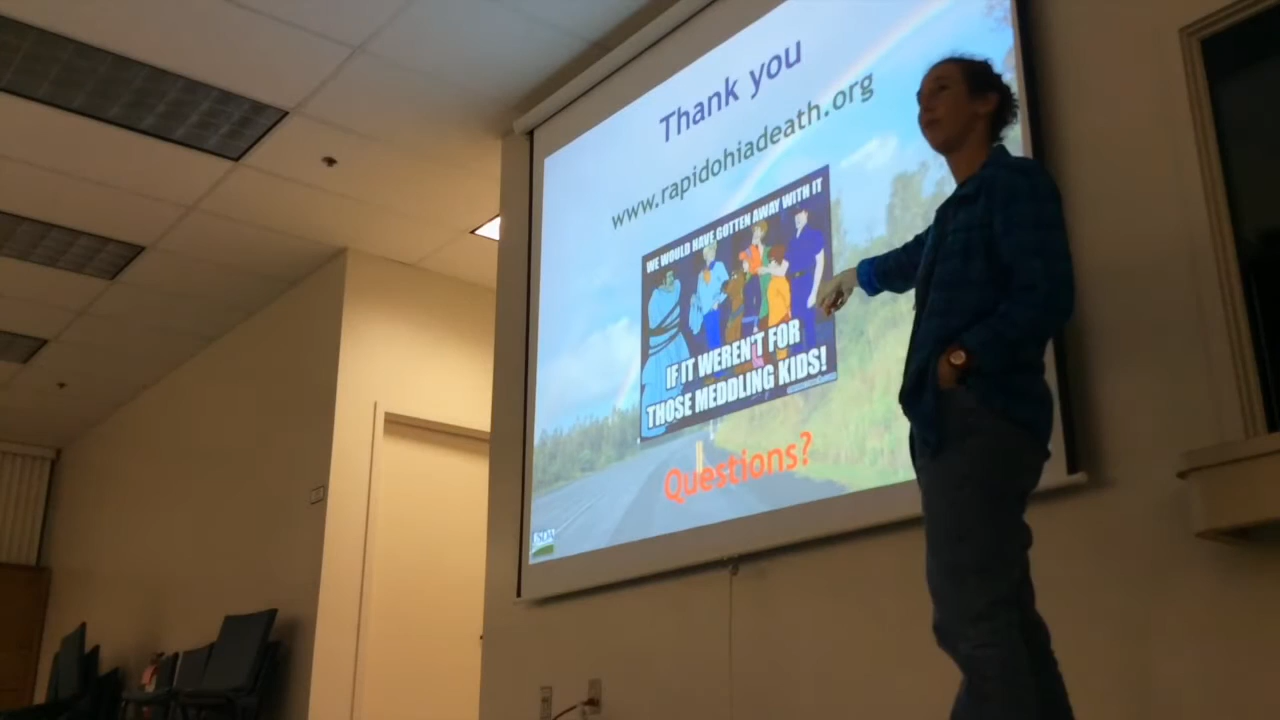 Thank you
www.rapidohiadeath.org
WE WOULD HAVE GOTTEN AWAY WITH IT
IF IT WEREN'T FOR
THOSE MEDDLING KIDS!
Questions?
USDA